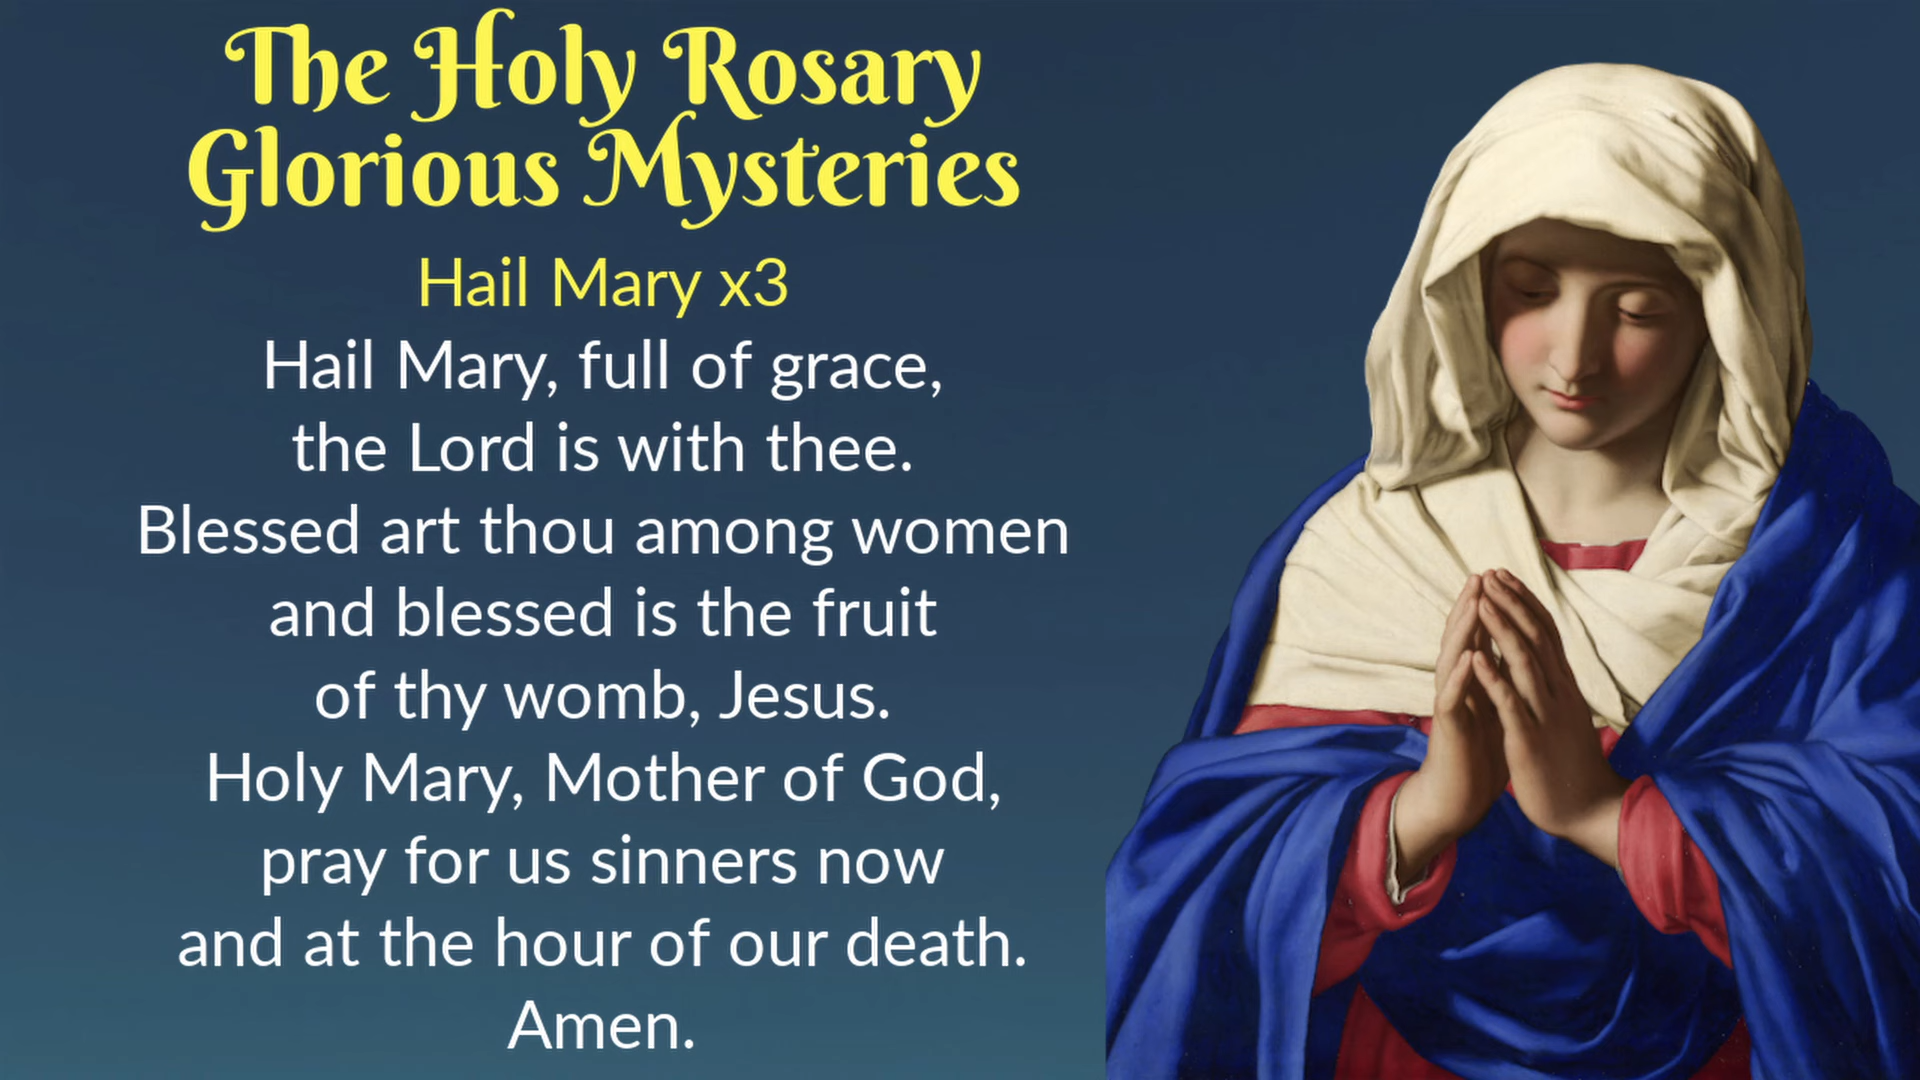 The Holy Rosary
Glorious Mysteries
Hail Mary x3
Hail Mary, full of grace,
the Lord is with thee.
Blessed art thou among women
and blessed is the fruit
of thy womb, Jesus.
Holy Mary, Mother of God,
pray for us sinners now
and at the hour of our death.
Amen.